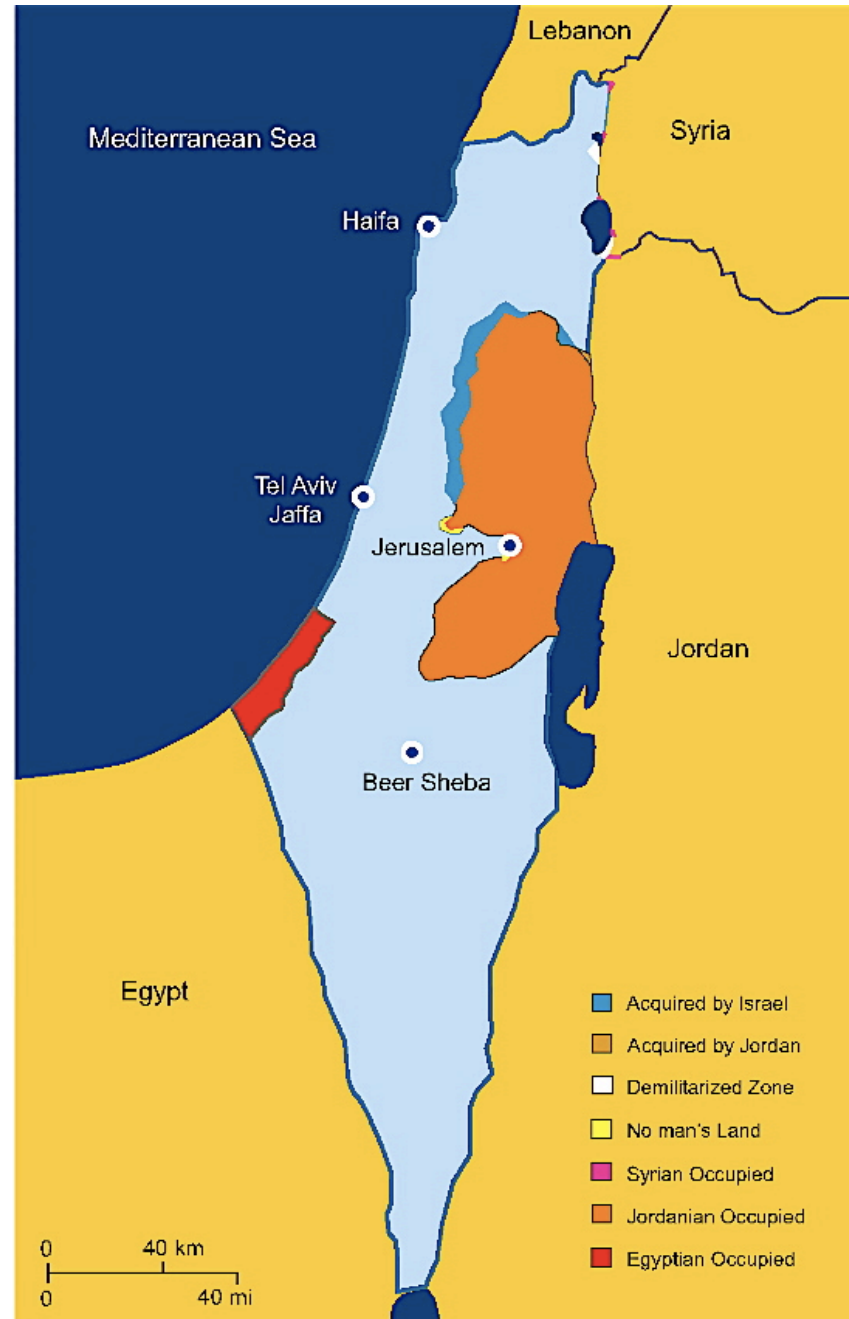 Lebanon
Mediterranean Sea
Syria
Haifa
Tel Aviv
Jaffa
Jerusalem
Jordan
Beer Sheba
Egypt
Acquired by Israel
Acquired by Jordan
Demilitarized Zone
No man's Land
Syrian Occupied
Jordanian Occupied
Egyptian Occupied
0 40 km
0 40 mi